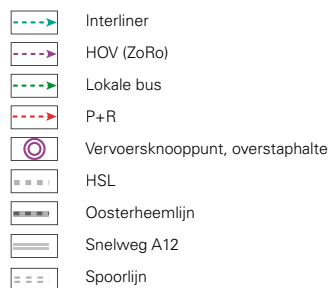 Interliner
HOV (ZoRo)
Lokale bus
P+R
Vervoersknooppunt, overstaphalte
HSL
Oosterheemlijn
Snelweg A12
Spoorlijn